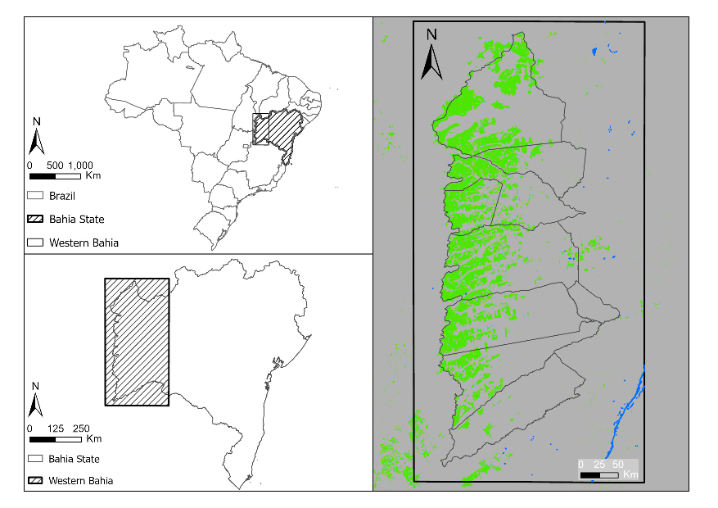 N
0 500 1,000
Km
Brazil
Bahia State
Western Bahia
N
0 125 250
Km
Bahia State
Western Bahia
N
0 25 50
Km